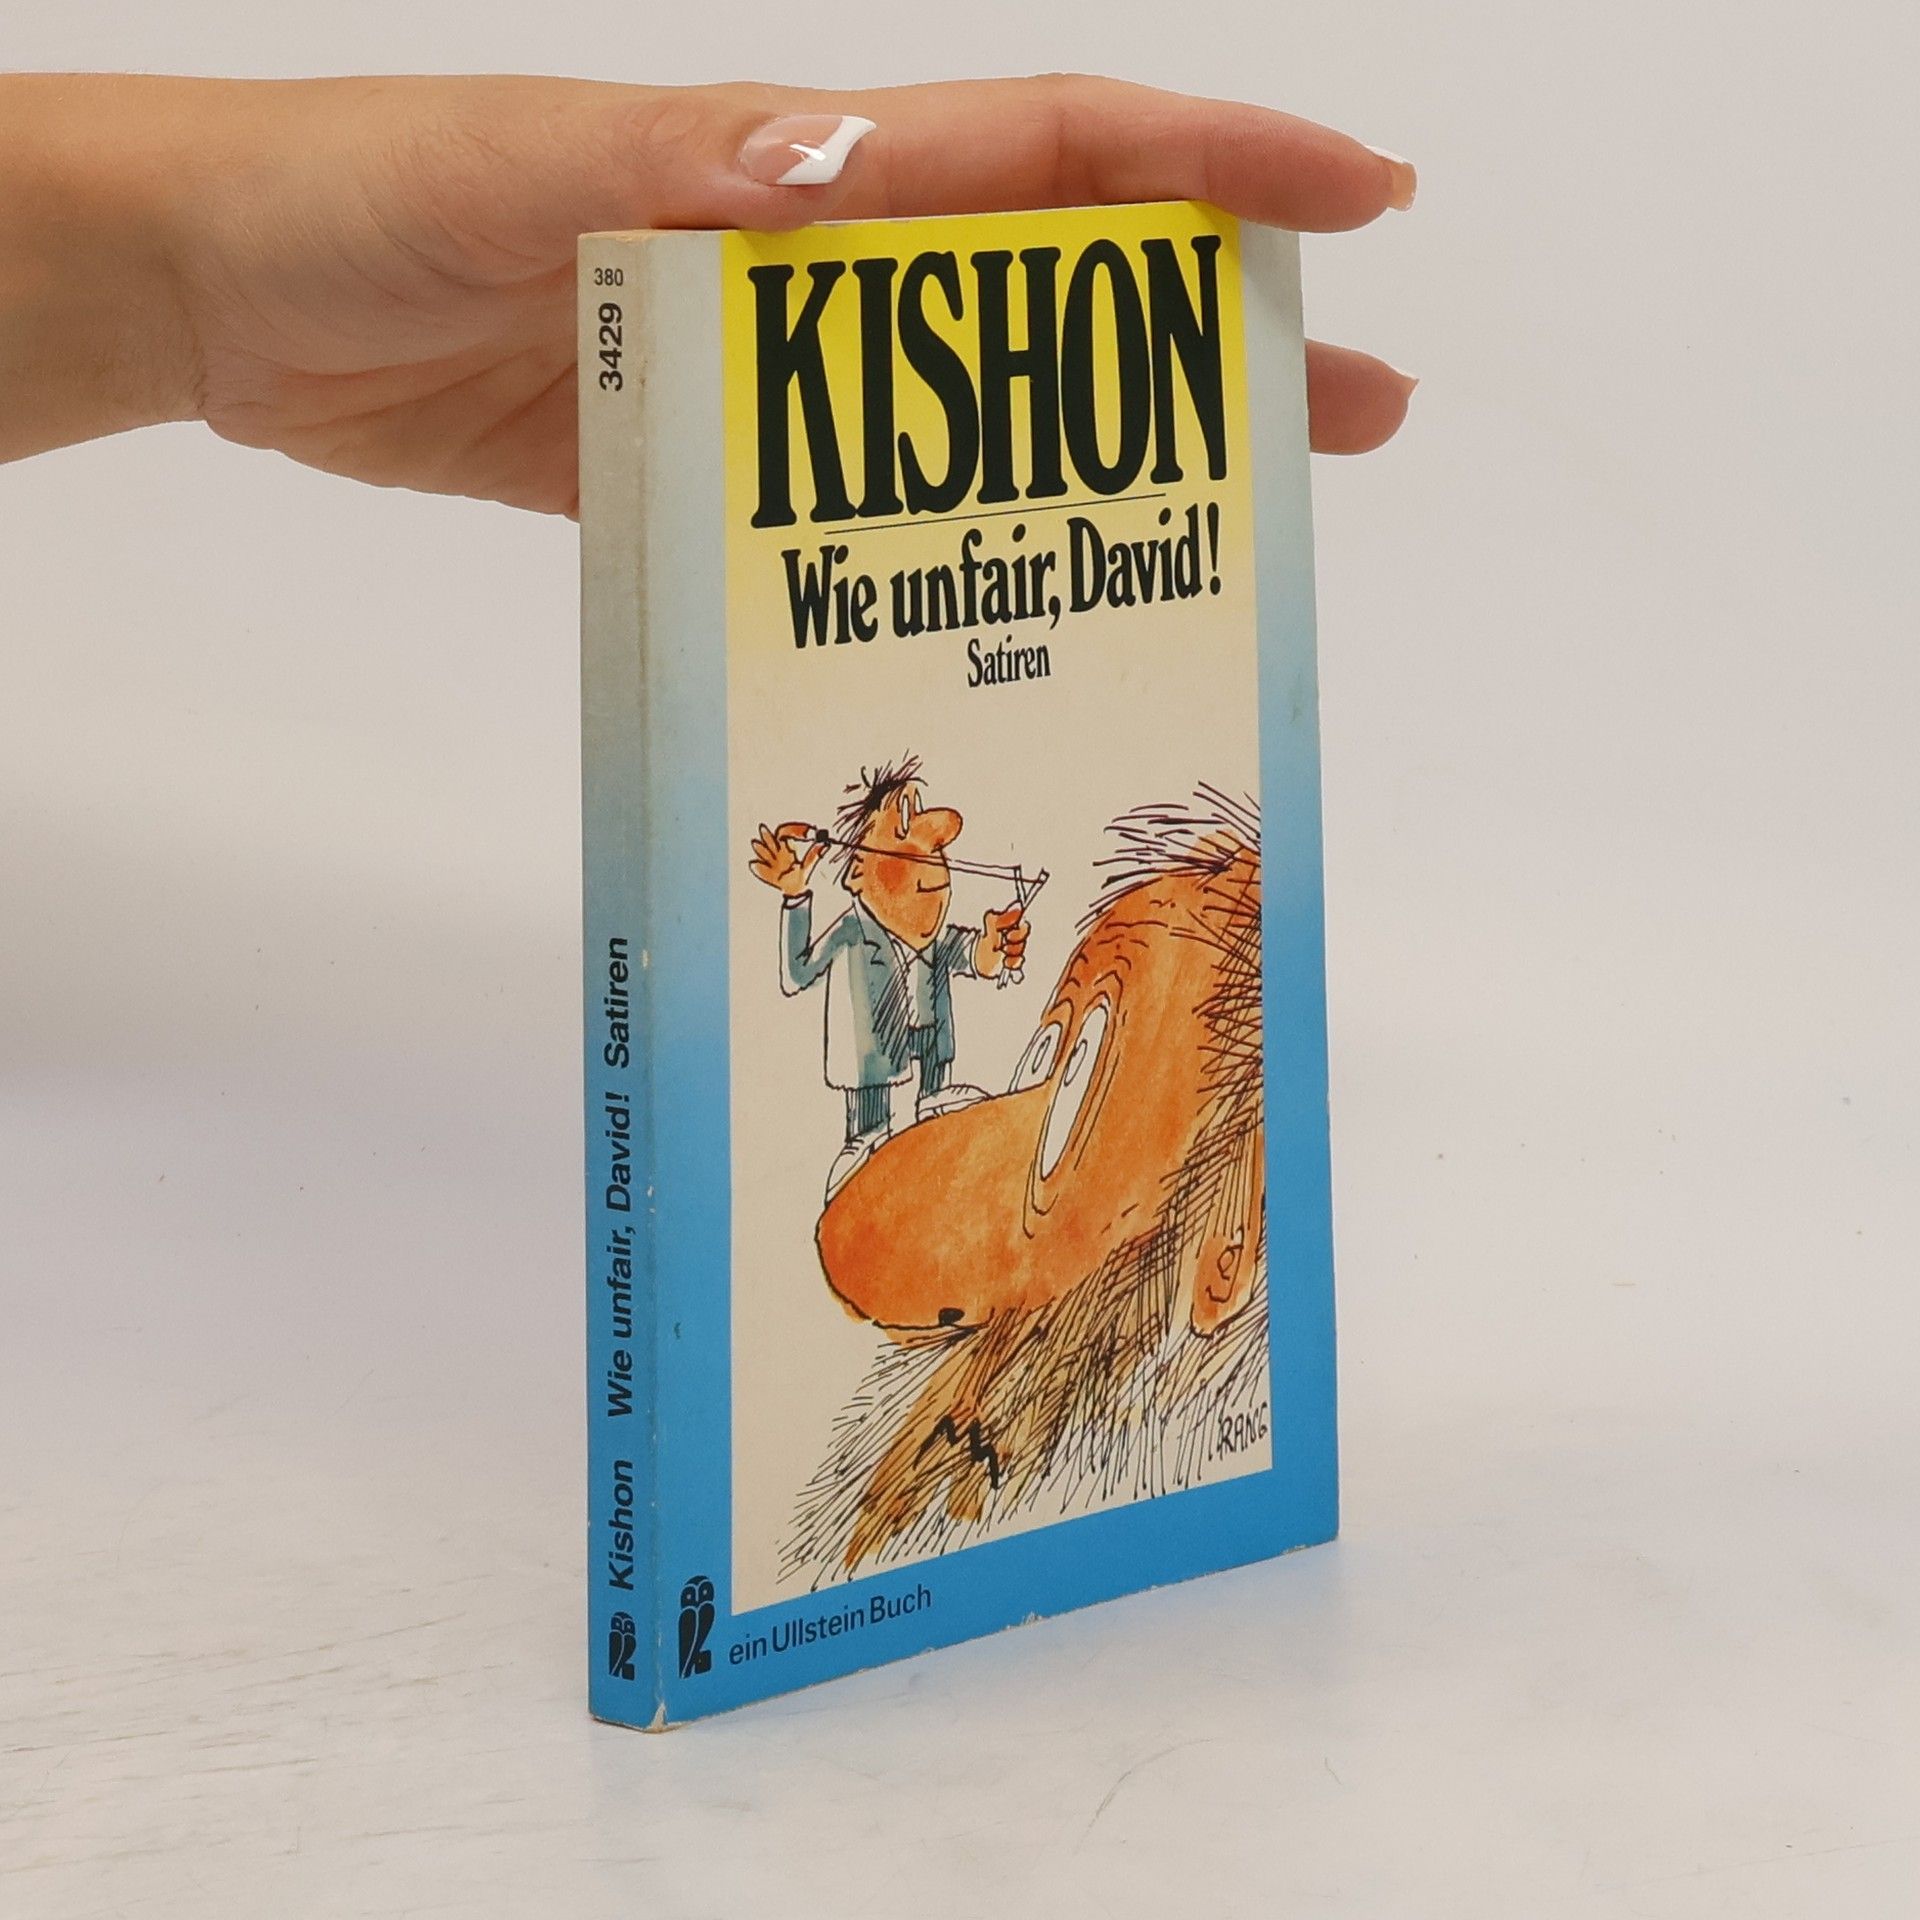 KISHON
Wie unfair, David!
Satiren
RANG
ein Ullstein Buch
380
3429
Kishon Wie unfair, David! Satiren